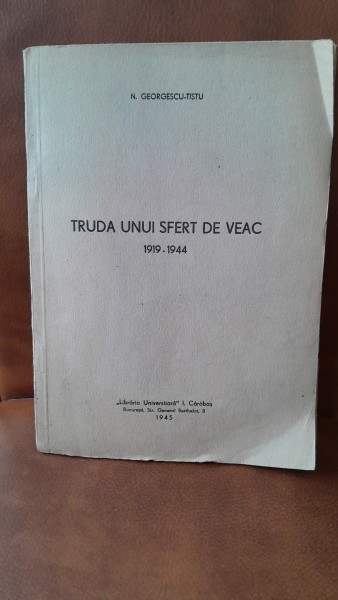 N. GEORGESCU-TISTU
TRUDA UNUI SFERT DE VEAC
1919-1944
„Librăria Universitară" I. Cărăbaș
București, Str. General Berthelot, 8
1945